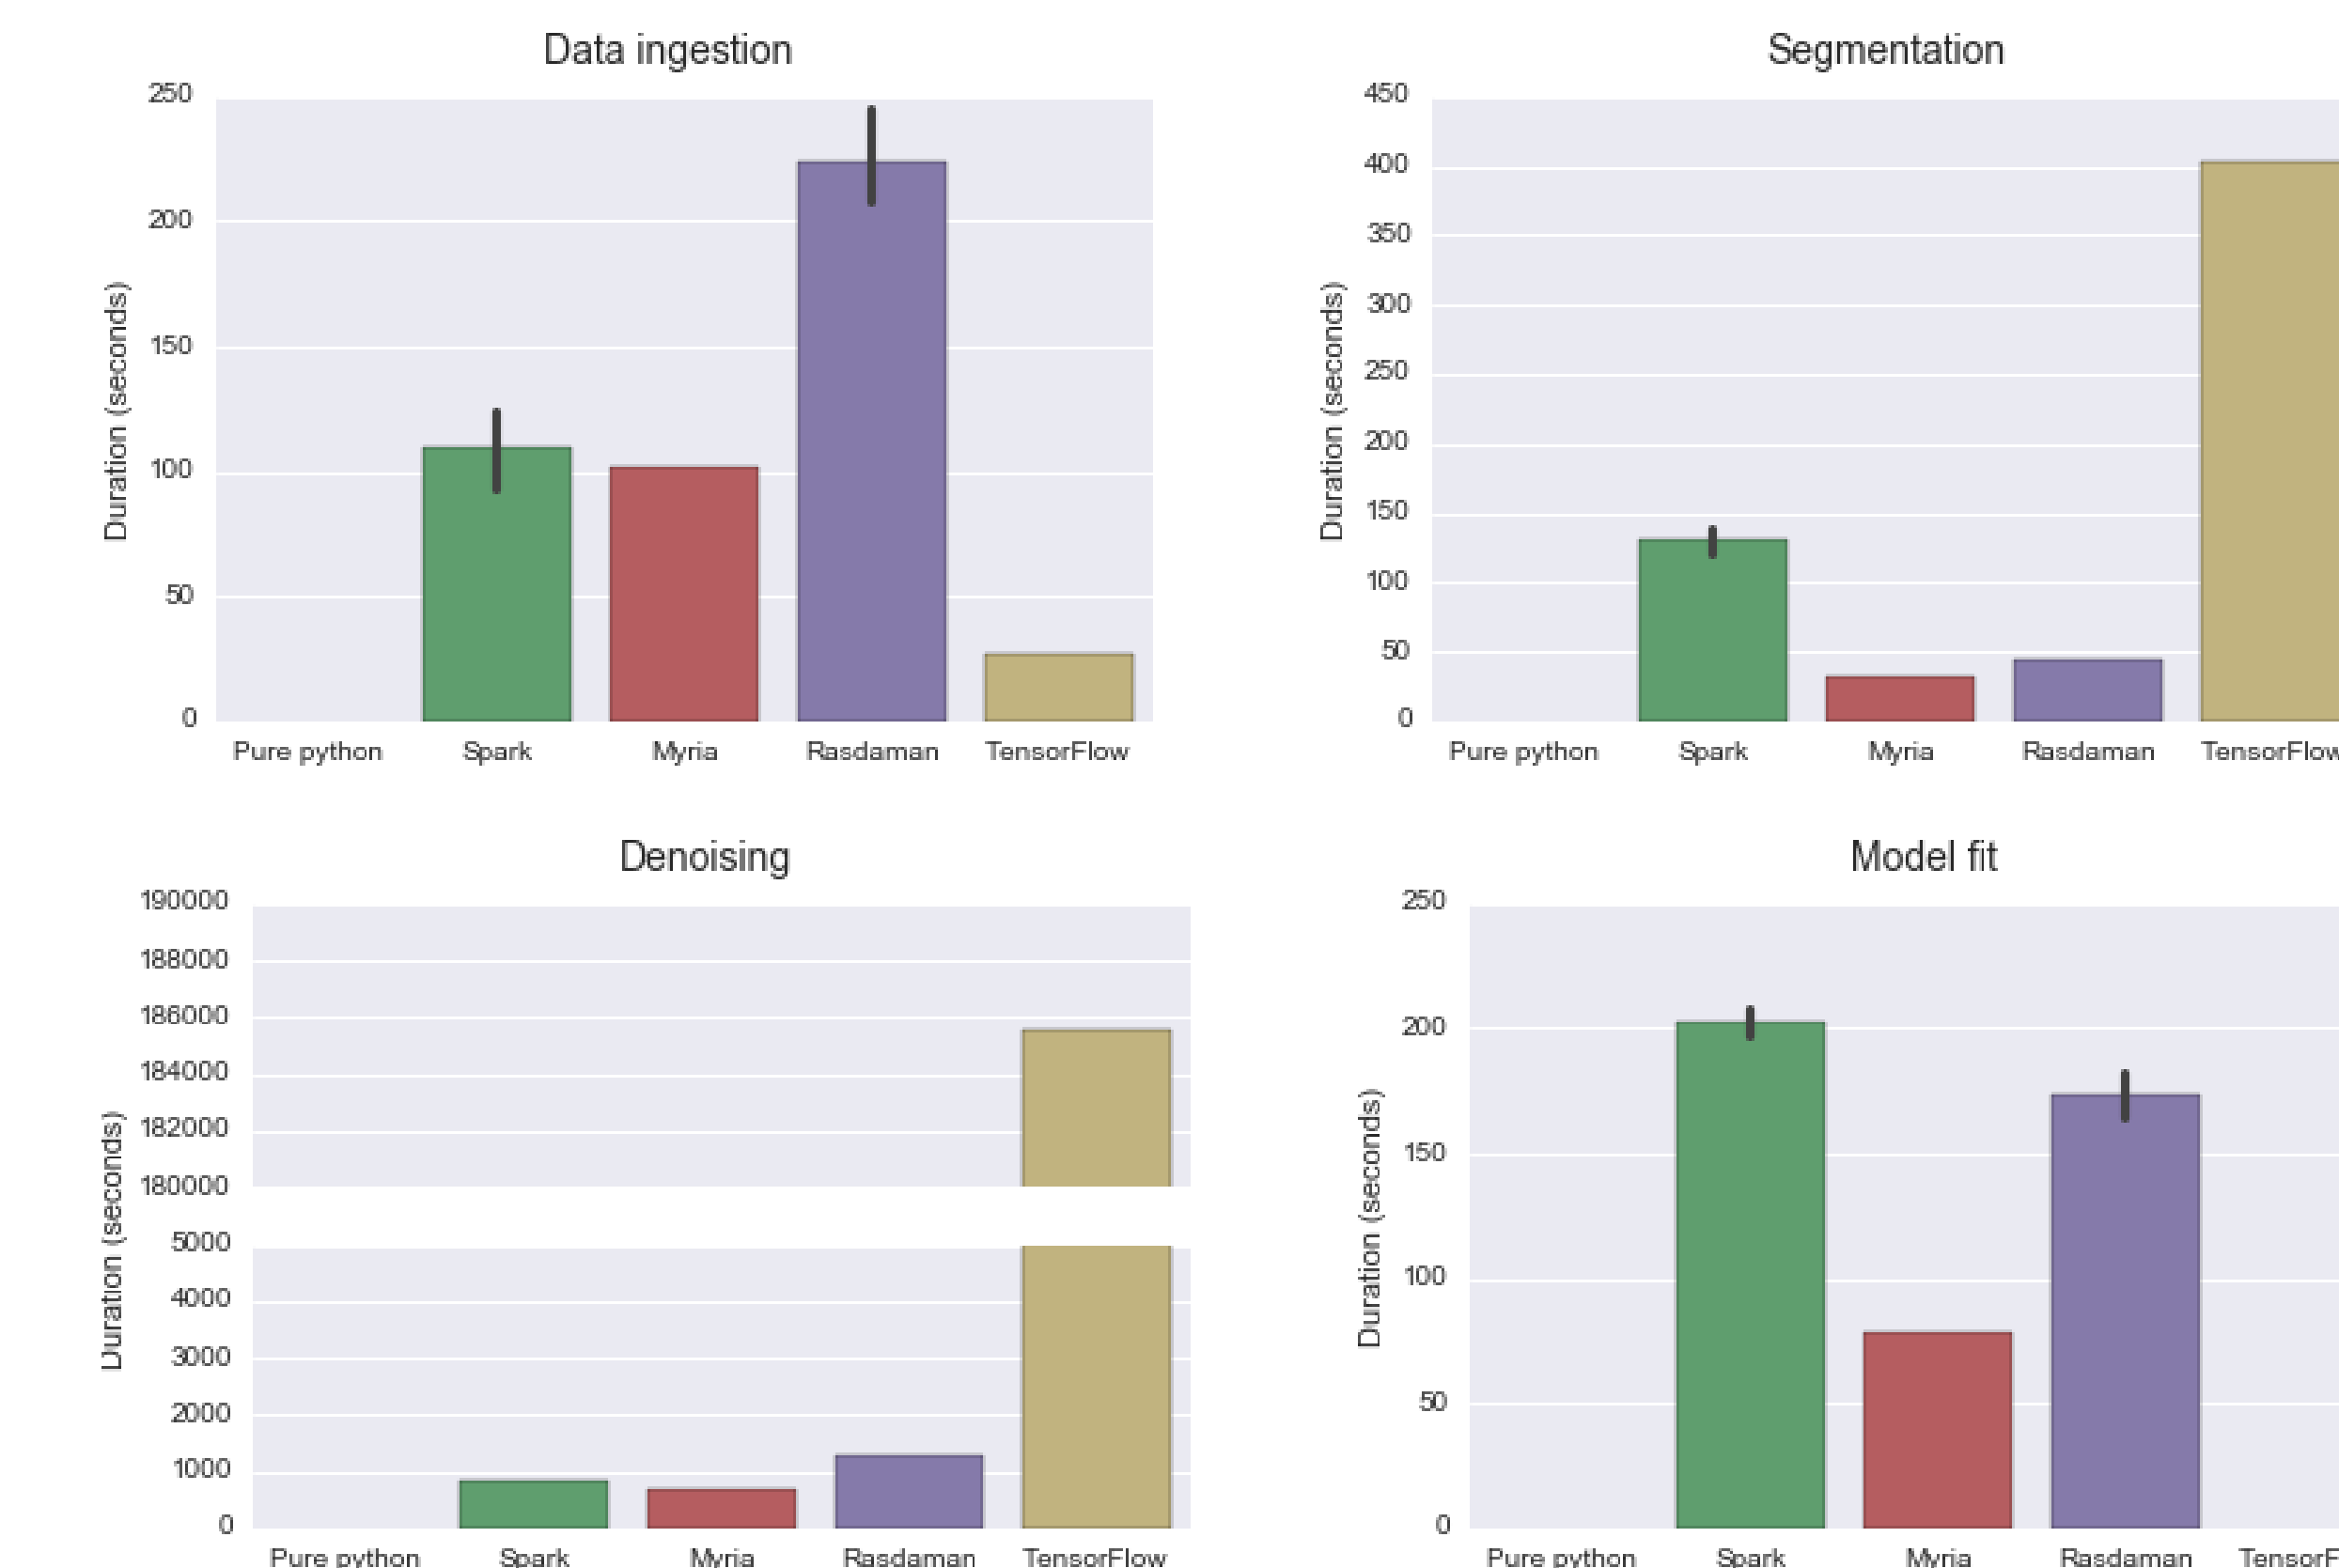 Data ingestion
250
200
150
100
50
0
Duration (seconds)
Pure python Spark Myria Rasdaman TensorFlow
Segmentation
450
400
350
300
250
200
150
100
50
0
Duration (seconds)
Pure python Spark Myria Rasdaman TensorFlow
Denoising
190000
188000
186000
184000
182000
180000
5000
4000
3000
2000
1000
0
Duration (seconds)
Pure python Spark Myria Rasdaman TensorFlow
Model fit
250
200
150
100
50
0
Duration (seconds)
Pure python Spark Myria Rasdaman TensorF